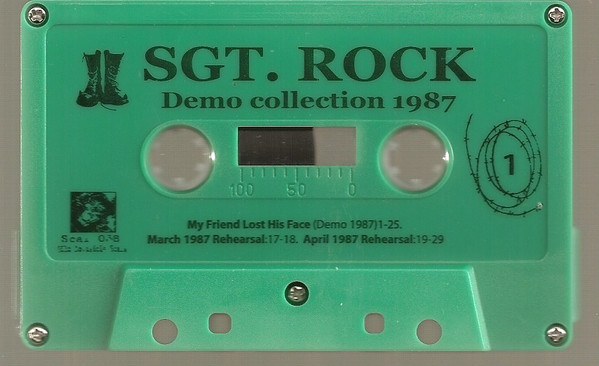 SGT. ROCK
Demo collection 1987
1
100 50 0
My Friend Lost His Face (Demo 1987)1-25.
March 1987 Rehearsal:17-18. April 1987 Rehearsal:19-29